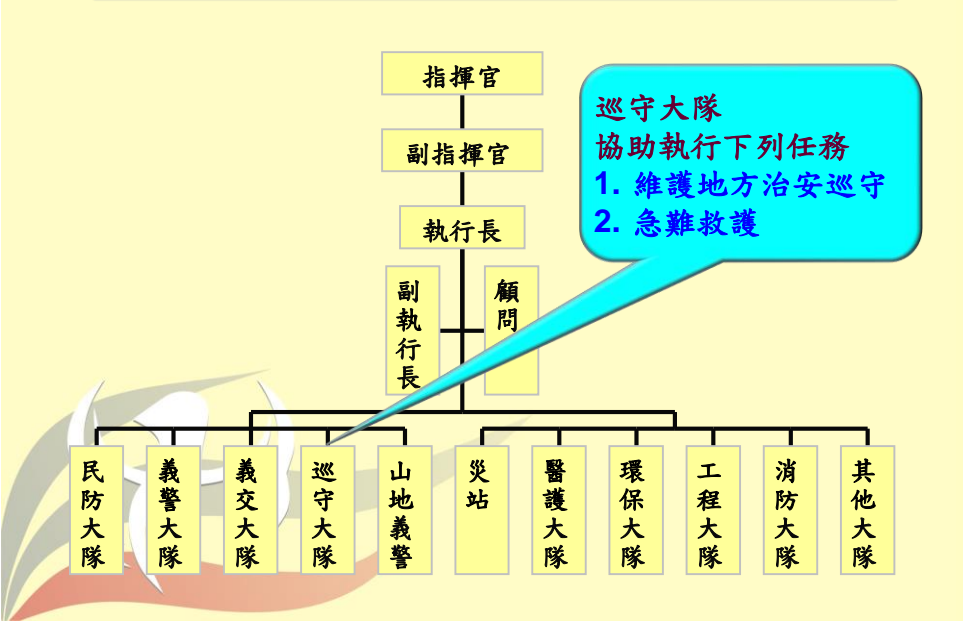 指揮官
副指揮官
執行長
副執行長
顧問
巡守大隊
協助執行下列任務
1. 維護地方治安巡守
2. 急難救護
民防大隊
義警大隊
義交大隊
巡守大隊
山地義警
災站
醫護大隊
環保大隊
工程大隊
消防大隊
其他大隊